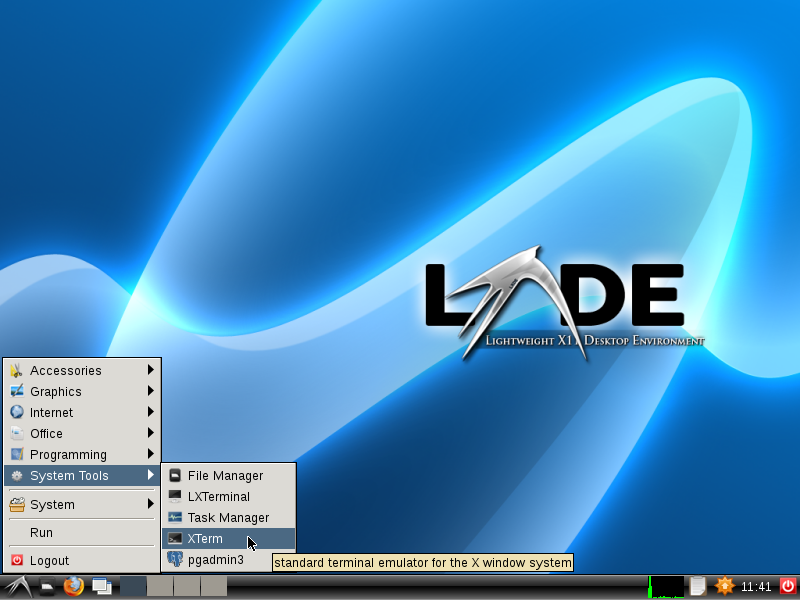 LXDE
Lightweight X11 Desktop Environment
Accessories
Graphics
Internet
Office
Programming
System Tools
System
Run
Logout
File Manager
LXTerminal
Task Manager
XTerm
pgadmin3
standard terminal emulator for the X window system
11:41